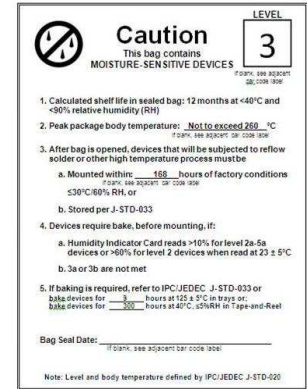 LEVEL
3
Caution
This bag contains
MOISTURE-SENSITIVE DEVICES
If blank, see adjacent
bar code label
1. Calculated shelf life in sealed bag: 12 months at <40°C and
<90% relative humidity (RH)
2. Peak package body temperature: Not to exceed 260 °C
If blank, see adjacent bar code label
3. After bag is opened, devices that will be subjected to reflow
solder or other high temperature process must be
a. Mounted within: 168 hours of factory conditions
If blank, see adjacent bar code label
≤30°C/60% RH, or
b. Stored per J-STD-033
4. Devices require bake, before mounting, if:
a. Humidity Indicator Card reads >10% for level 2a-5a
devices or >60% for level 2 devices when read at 23 ± 5°C
b. 3a or 3b are not met
5. If baking is required, refer to IPC/JEDEC J-STD-033 or
bake devices for hours at 125 ± 5°C in trays or;
bake devices for hours at 40°C, ≤5%RH in Tape-and-Reel
Bag Seal Date:
If blank, see adjacent bar code label
Note: Level and body temperature defined by IPC/JEDEC J-STD-020